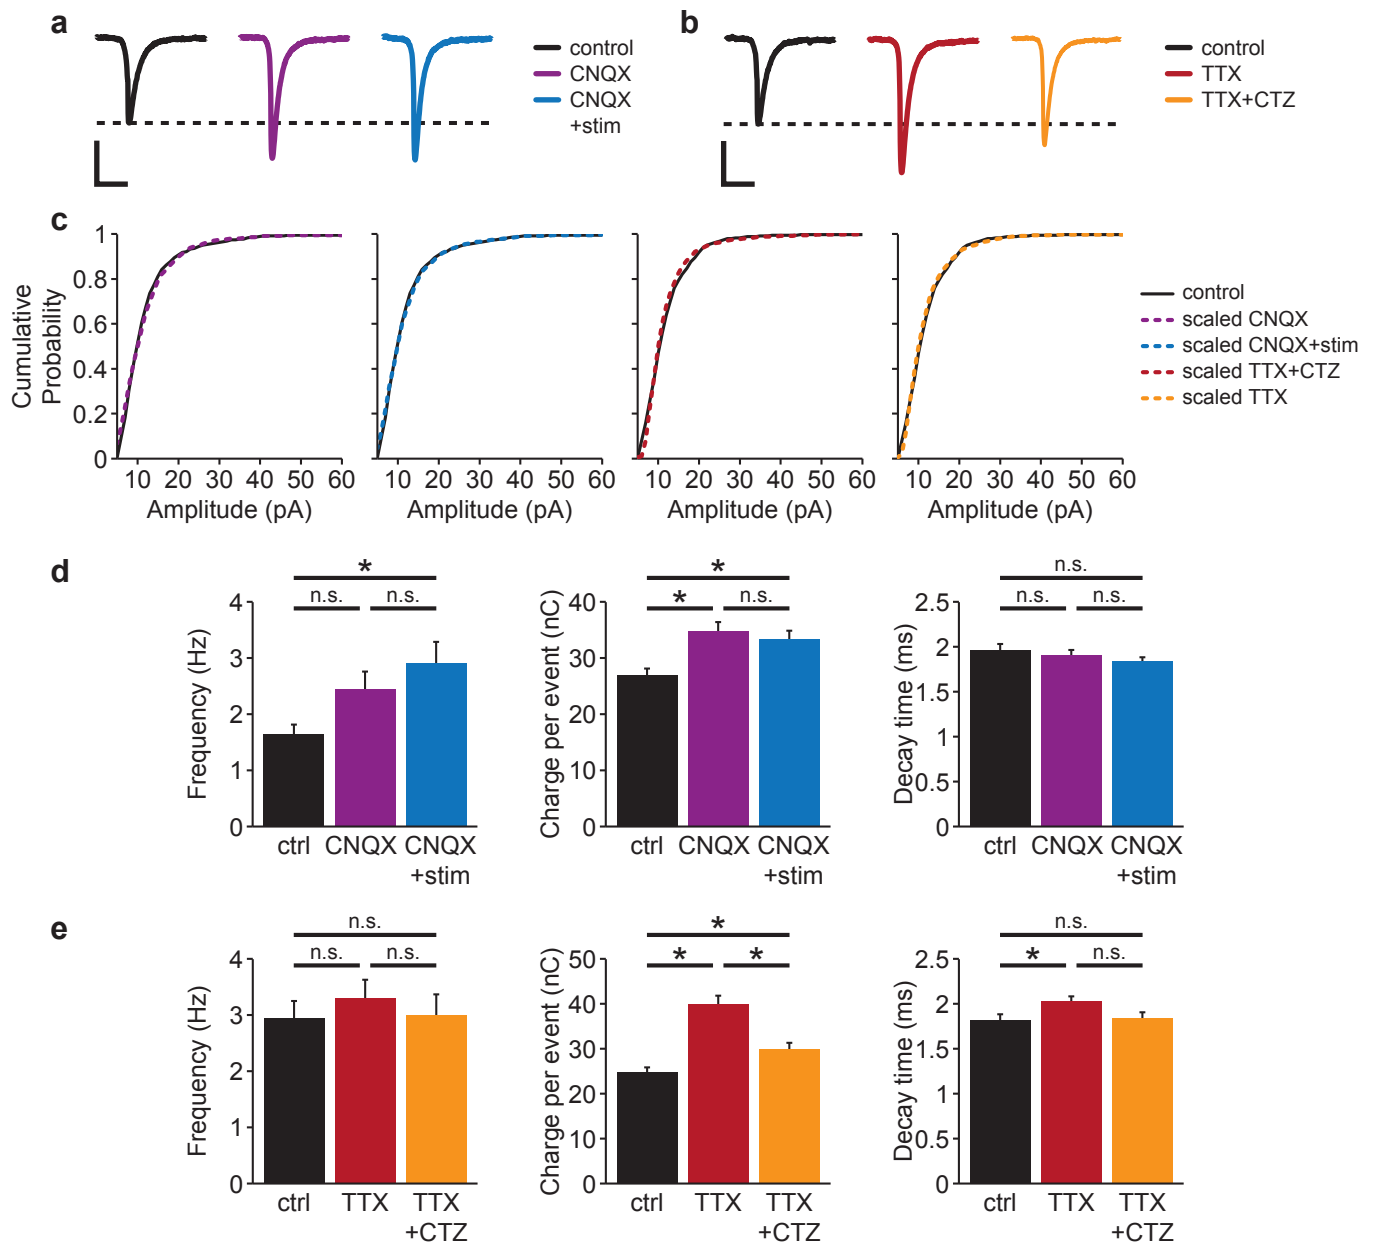 a
control
CNQX
CNQX
+stim
b
control
TTX
TTX+CTZ
c
Cumulative
Probability
1
0.8
0.6
0.4
0.2
0
10 20 30 40 50 60
Amplitude (pA)
10 20 30 40 50 60
Amplitude (pA)
10 20 30 40 50 60
Amplitude (pA)
10 20 30 40 50 60
Amplitude (pA)
control
scaled CNQX
scaled CNQX+stim
scaled TTX+CTZ
scaled TTX
d
*
n.s. n.s.
Frequency (Hz)
4
3
2
1
0
ctrl CNQX CNQX
+stim
*
* n.s.
Charge per event (nC)
40
30
20
10
0
ctrl CNQX CNQX
+stim
n.s.
n.s. n.s.
Decay time (ms)
2.5
2
1.5
1
0.5
0
ctrl CNQX CNQX
+stim
e
n.s.
n.s. n.s.
Frequency (Hz)
4
3
2
1
0
ctrl TTX TTX
+CTZ
*
* *
Charge per event (nC)
50
40
30
20
10
0
ctrl TTX TTX
+CTZ
n.s.
* n.s.
Decay time (ms)
2.5
2
1.5
1
0.5
0
ctrl TTX TTX
+CTZ